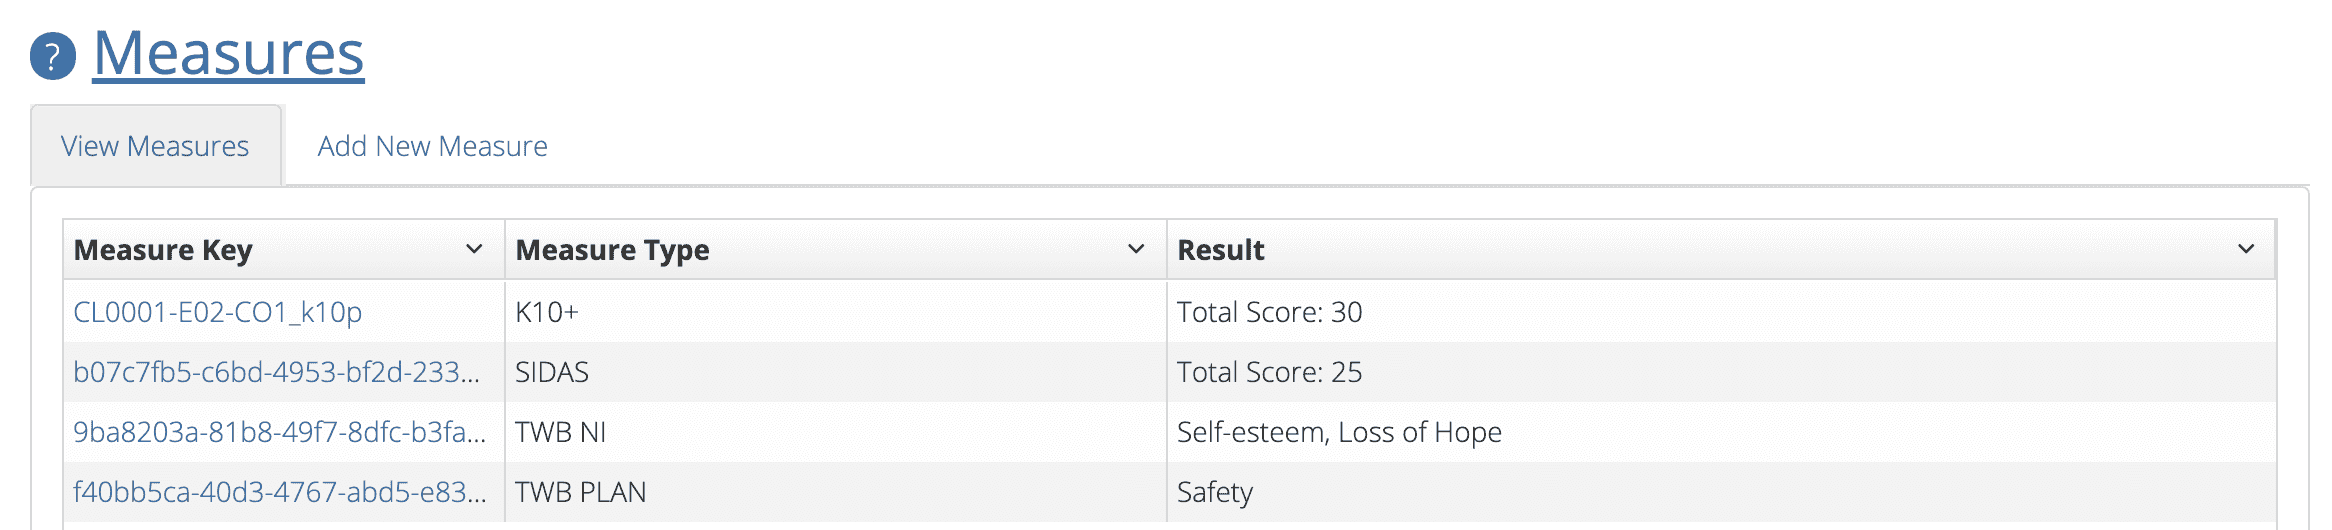 ? Measures
View Measures Add New Measure
Measure Key Measure Type Result
CL0001-E02-CO1_k10p K10+ Total Score: 30
b07c7fb5-c6bd-4953-bf2d-233... SIDAS Total Score: 25
9ba8203a-81b8-49f7-8dfc-b3fa... TWB NI Self-esteem, Loss of Hope
f40bb5ca-40d3-4767-abd5-e83... TWB PLAN Safety